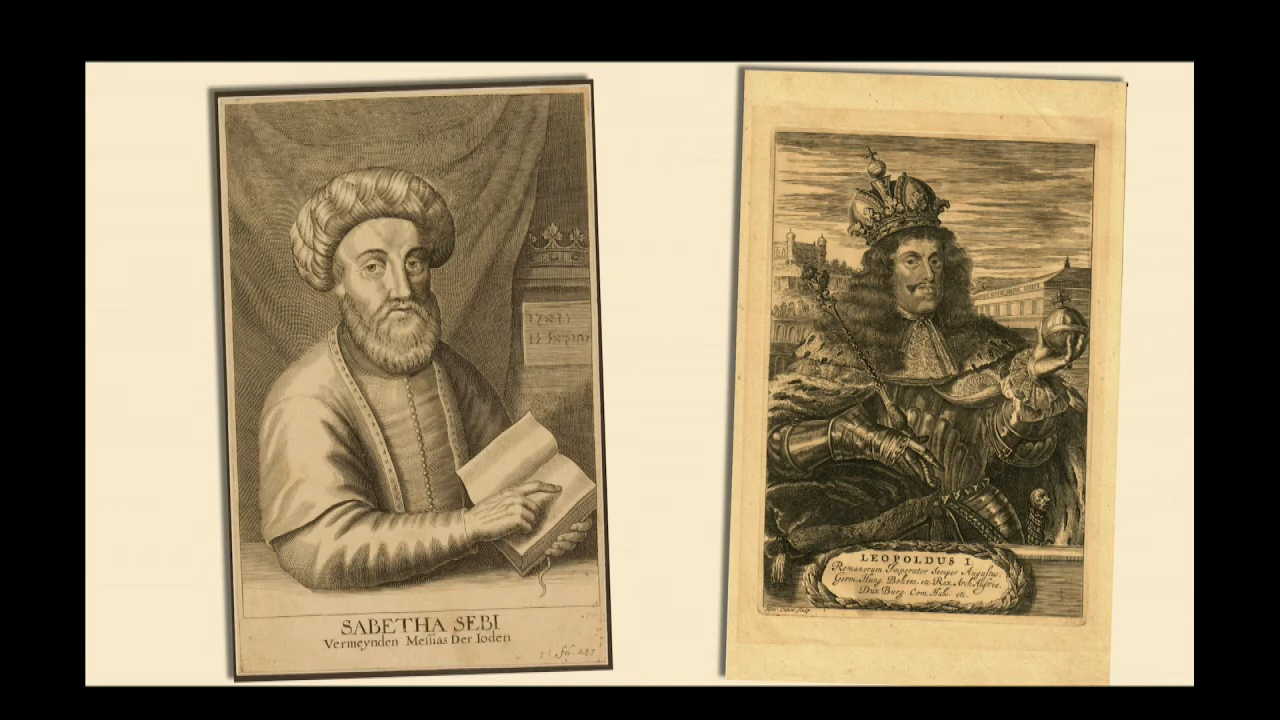 SABETHA SEBI
Vermeynden Meſſias Der Ioden
LEOPOLDUS I.
Romanorum Imperator Semper Augustus.
Germ. Hung. Bohem. etc. Rex. Arch. Austriæ.
Dux Burg. Com. Habs. etc.